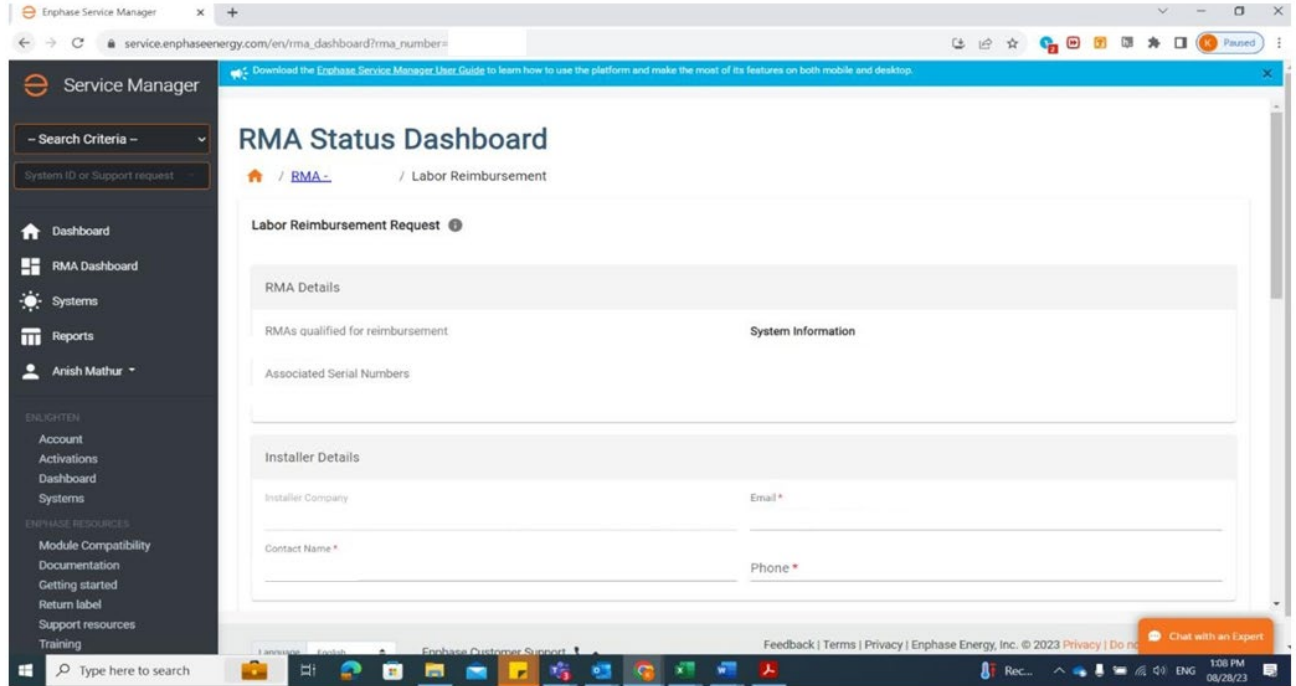 Enphase Service Manager
service.enphaseenergy.com/en/rma_dashboard?rma_number=
Paused
Service Manager
Download the Enphase Service Manager User Guide to learn how to use the platform and make the most of its features on both mobile and desktop.
-- Search Criteria --
System ID or Support request
RMA Status Dashboard
/ RMA - / Labor Reimbursement
Labor Reimbursement Request
Dashboard
RMA Dashboard
Systems
Reports
Anish Mathur
RMA Details
RMAs qualified for reimbursement
System Information
Associated Serial Numbers
ENLIGHTEN
Account
Activations
Dashboard
Systems
ENPHASE RESOURCES
Module Compatibility
Documentation
Getting started
Return label
Support resources
Training
Installer Details
Installer Company
Email *
Contact Name *
Phone *
Language English
Enphase Customer Support
Feedback | Terms | Privacy | Enphase Energy, Inc. © 2023 Privacy | Do
Chat with an Expert
Type here to search
Rec...
ENG
1:08 PM
08/28/23